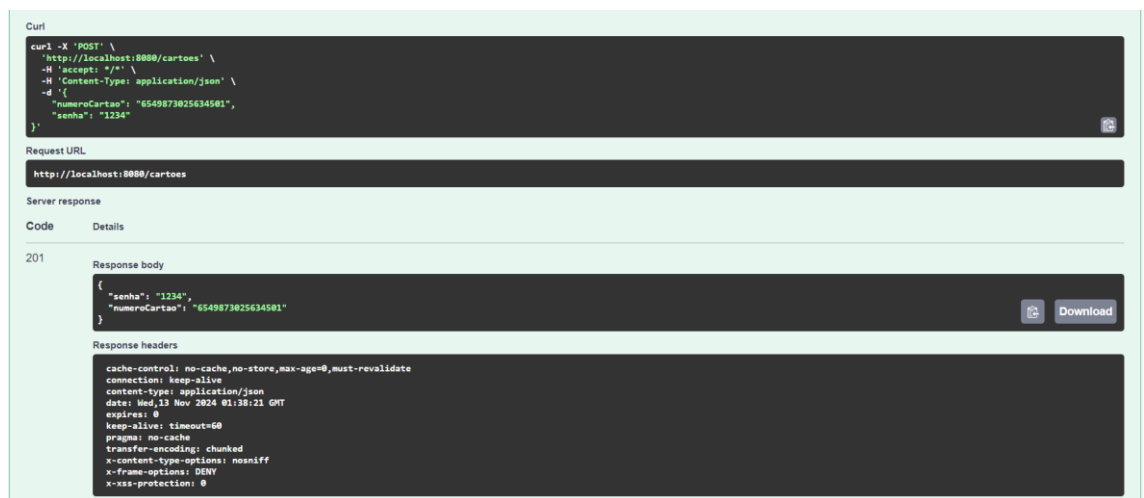 Curl
curl -X 'POST' \
'http://localhost:8080/cartoes' \
-H 'accept: */*' \
-H 'Content-Type: application/json' \
-d '{
"numeroCartao": "6549873025634501",
"senha": "1234"
}'
Request URL
http://localhost:8080/cartoes
Server response
Code Details
201
Response body
{
"senha": "1234",
"numeroCartao": "6549873025634501"
}
Download
Response headers
cache-control: no-cache,no-store,max-age=0,must-revalidate
connection: keep-alive
content-type: application/json
date: Wed,13 Nov 2024 01:38:21 GMT
expires: 0
keep-alive: timeout=60
pragma: no-cache
transfer-encoding: chunked
x-content-type-options: nosniff
x-frame-options: DENY
x-xss-protection: 0